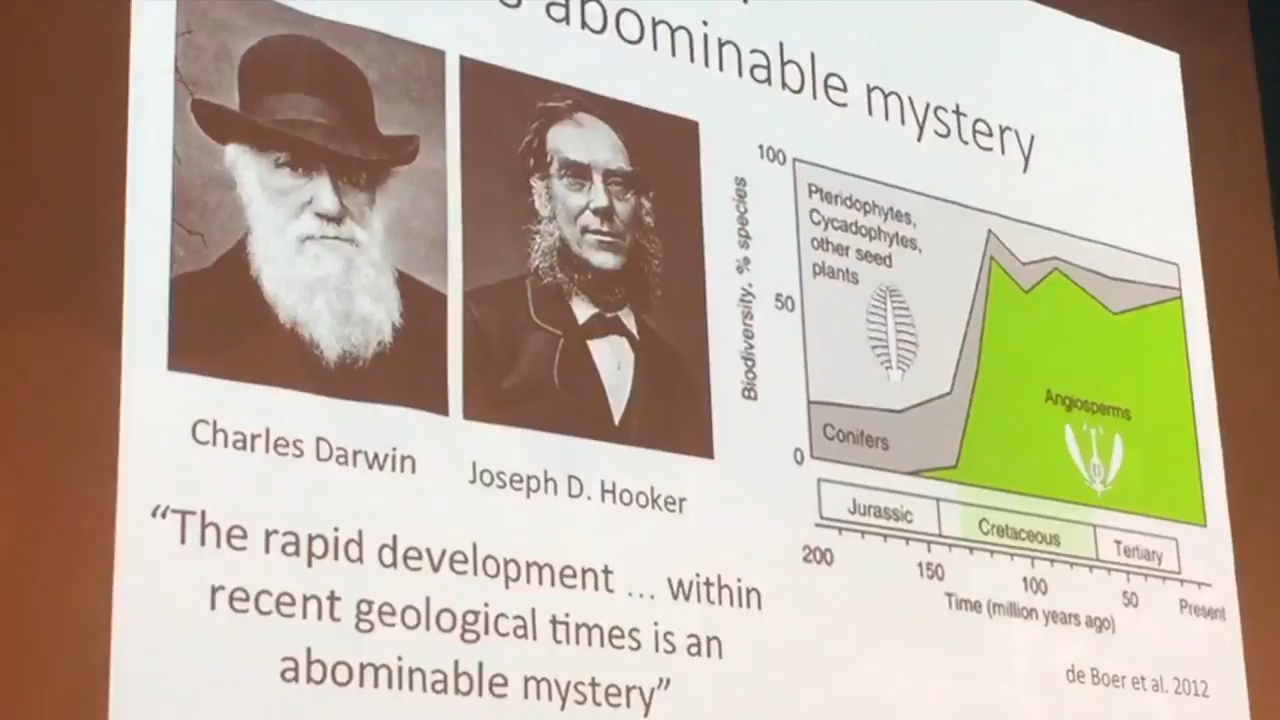 abominable mystery
Charles Darwin
Joseph D. Hooker
“The rapid development ... within
recent geological times is an
abominable mystery”
Biodiversity, % species
100
50
0
Pteridophytes,
Cycadophytes,
other seed
plants
Conifers
Angiosperms
Jurassic
Cretaceous
Tertiary
200
150
100
50
Present
Time (million years ago)
de Boer et al. 2012